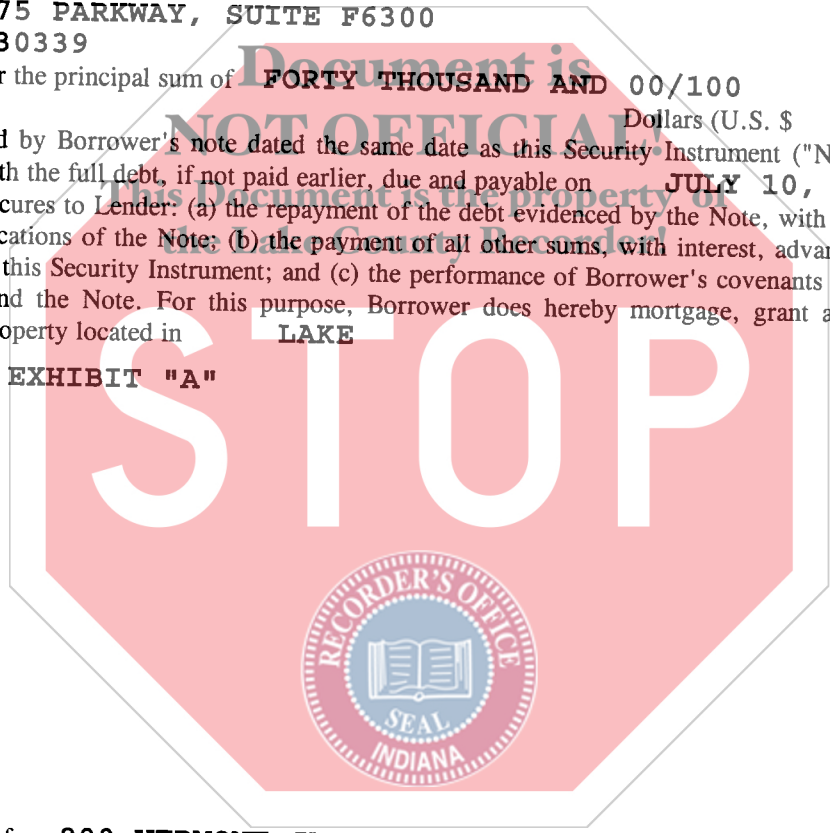 75 PARKWAY, SUITE F6300
30339
r the principal sum of FORTY THOUSAND AND 00/100
Document is
Dollars (U.S. $
NOT OFFICIAL!
d by Borrower's note dated the same date as this Security Instrument ("N
th the full debt, if not paid earlier, due and payable on JULY 10,
This Document is the property of
cures to Lender: (a) the repayment of the debt evidenced by the Note, with
cations of the Note; (b) the payment of all other sums, with interest, advan
the Lake County Recorder!
this Security Instrument; and (c) the performance of Borrower's covenants
nd the Note. For this purpose, Borrower does hereby mortgage, grant a
operty located in LAKE
EXHIBIT "A"
STOP
RECORDER'S OFFICE
SEAL
INDIANA